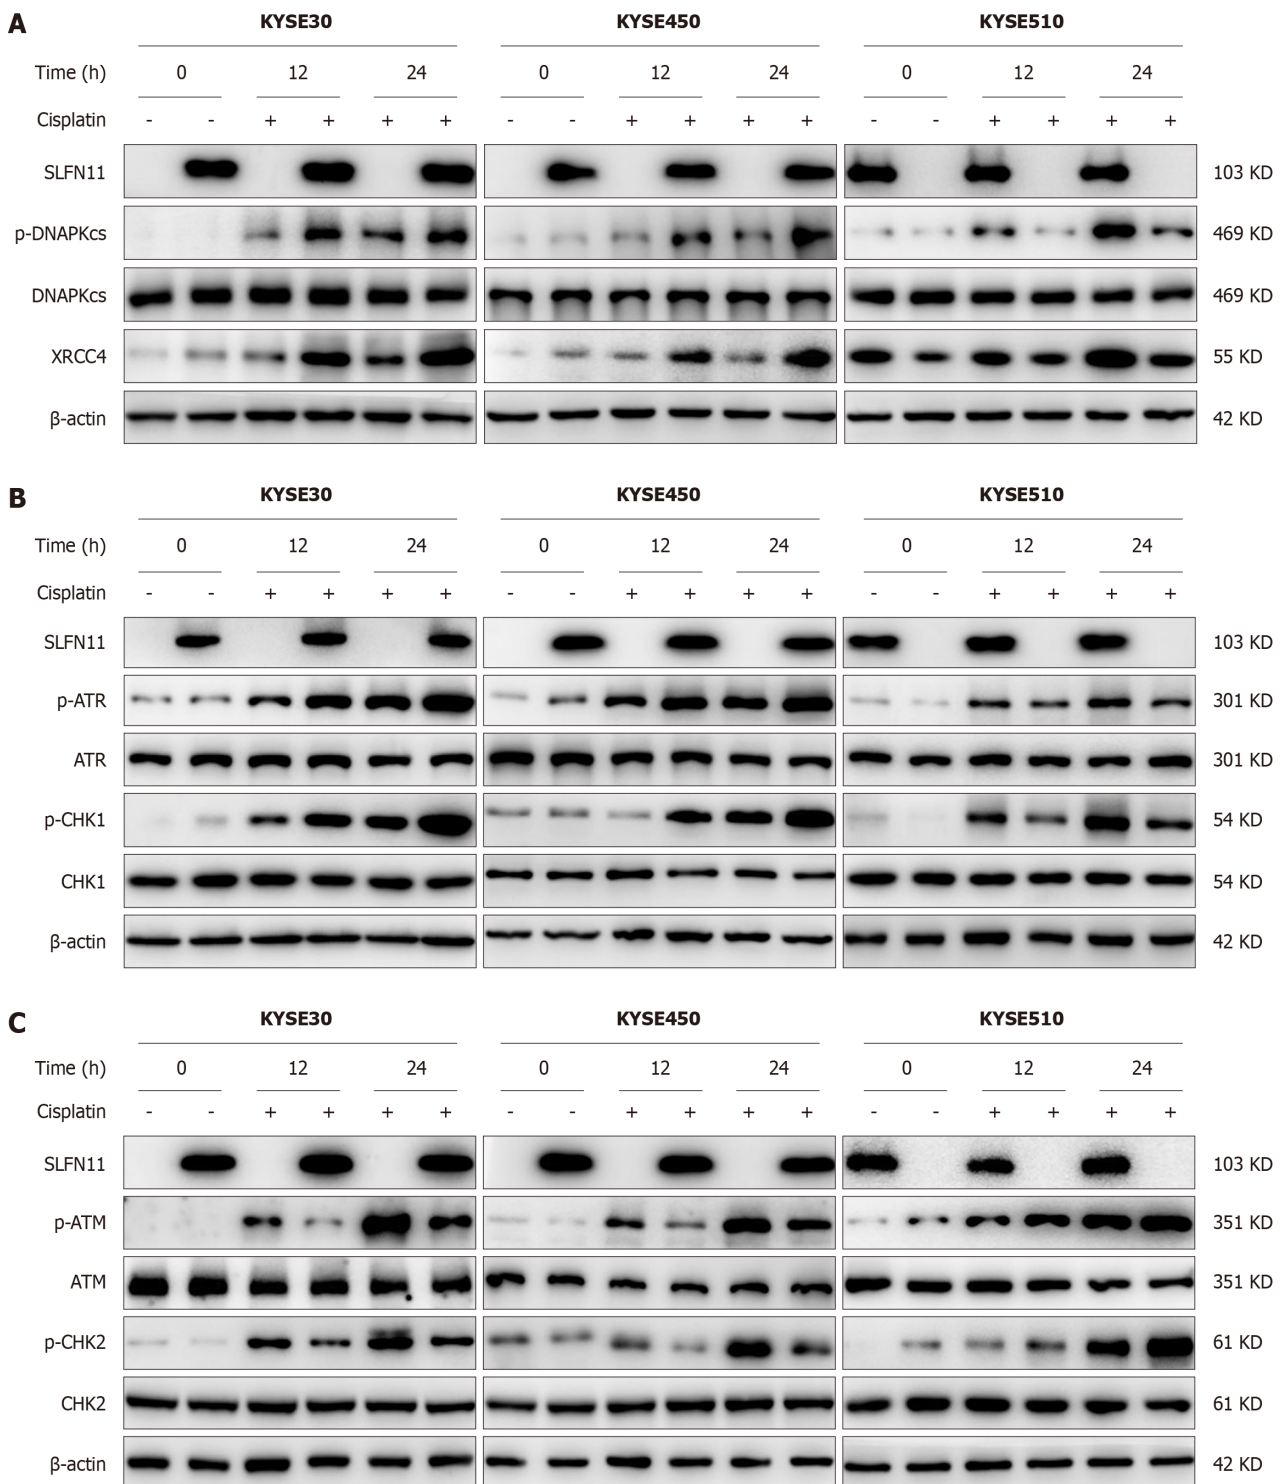 A
KYSE30 KYSE450 KYSE510
Time (h) 0 12 24 0 12 24 0 12 24
Cisplatin - - + + + + - - + + + + - - + + + +
SLFN11 103 KD
p-DNAPKcs 469 KD
DNAPKcs 469 KD
XRCC4 55 KD
β-actin 42 KD
B
KYSE30 KYSE450 KYSE510
Time (h) 0 12 24 0 12 24 0 12 24
Cisplatin - - + + + + - - + + + + - - + + + +
SLFN11 103 KD
p-ATR 301 KD
ATR 301 KD
p-CHK1 54 KD
CHK1 54 KD
β-actin 42 KD
C
KYSE30 KYSE450 KYSE510
Time (h) 0 12 24 0 12 24 0 12 24
Cisplatin - - + + + + - - + + + + - - + + + +
SLFN11 103 KD
p-ATM 351 KD
ATM 351 KD
p-CHK2 61 KD
CHK2 61 KD
β-actin 42 KD